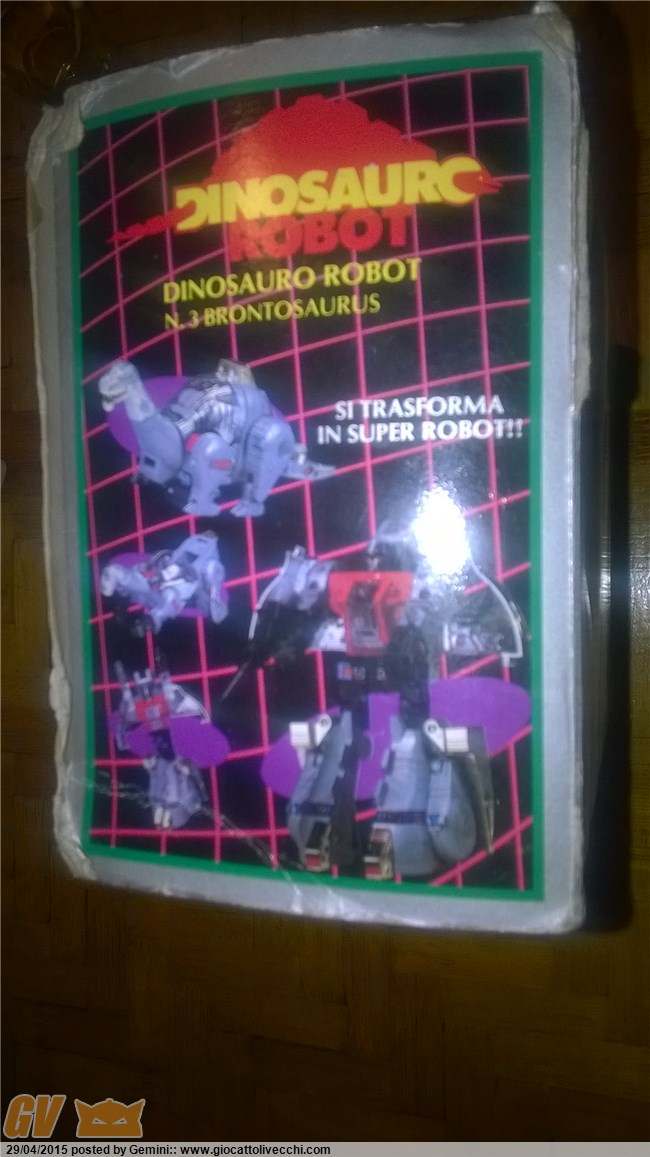 DINOSAURO
ROBOT
DINOSAURO ROBOT
N. 3 BRONTOSAURUS
SI TRASFORMA
IN SUPER ROBOT!!
GV
29/04/2015 posted by Gemini:: www.giocattolivecchi.com